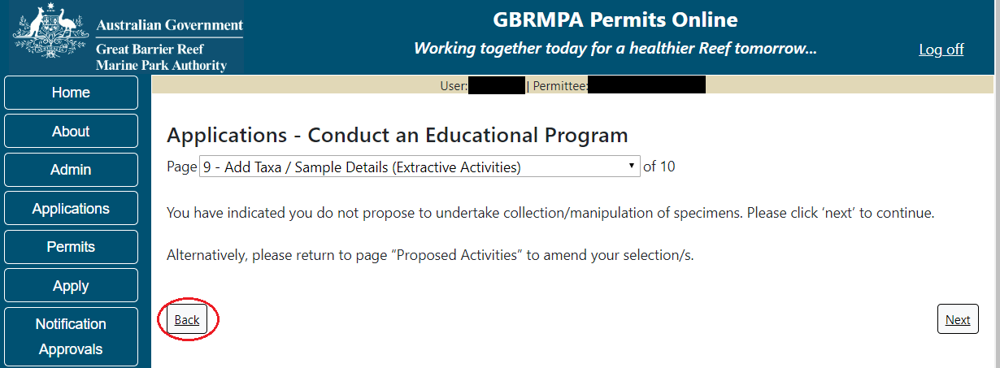 Australian Government
Great Barrier Reef
Marine Park Authority
GBRMPA Permits Online
Working together today for a healthier Reef tomorrow...
Log off
User: | Permittee:
Home
About
Admin
Applications
Permits
Apply
Notification
Approvals
Applications - Conduct an Educational Program
Page 9 - Add Taxa / Sample Details (Extractive Activities) of 10
You have indicated you do not propose to undertake collection/manipulation of specimens. Please click ‘next’ to continue.
Alternatively, please return to page “Proposed Activities” to amend your selection/s.
Back
Next